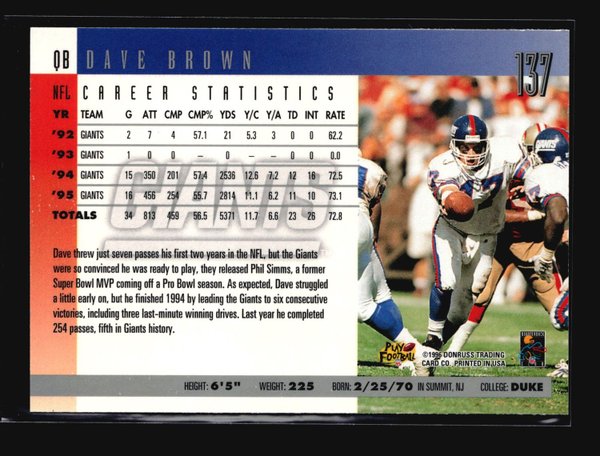 QB DAVE BROWN 137
NFL CAREER STATISTICS
YR TEAM G ATT CMP CMP% YDS Y/C Y/A TD INT RATE
'92 GIANTS 2 7 4 57.1 21 5.3 3 0 0 62.2
'93 GIANTS 1 0 0 – 0 – – 0 0 0.0
'94 GIANTS 15 350 201 57.4 2536 12.6 7.2 12 16 72.5
'95 GIANTS 16 456 254 55.7 2814 11.1 6.2 11 10 73.1
TOTALS 34 813 459 56.5 5371 11.7 6.6 23 26 72.8
GIANTS
Dave threw just seven passes his first two years in the NFL, but the Giants
were so convinced he was ready to play, they released Phil Simms, a former
Super Bowl MVP coming off a Pro Bowl season. As expected, Dave struggled
a little early on, but he finished 1994 by leading the Giants to six consecutive
victories, including three last-minute winning drives. Last year he completed
254 passes, fifth in Giants history.
17
PLAY FOOTBALL
©1996 DONRUSS TRADING
CARD CO. PRINTED IN USA.
HEIGHT: 6'5" WEIGHT: 225 BORN: 2/25/70 IN SUMMIT, NJ COLLEGE: DUKE